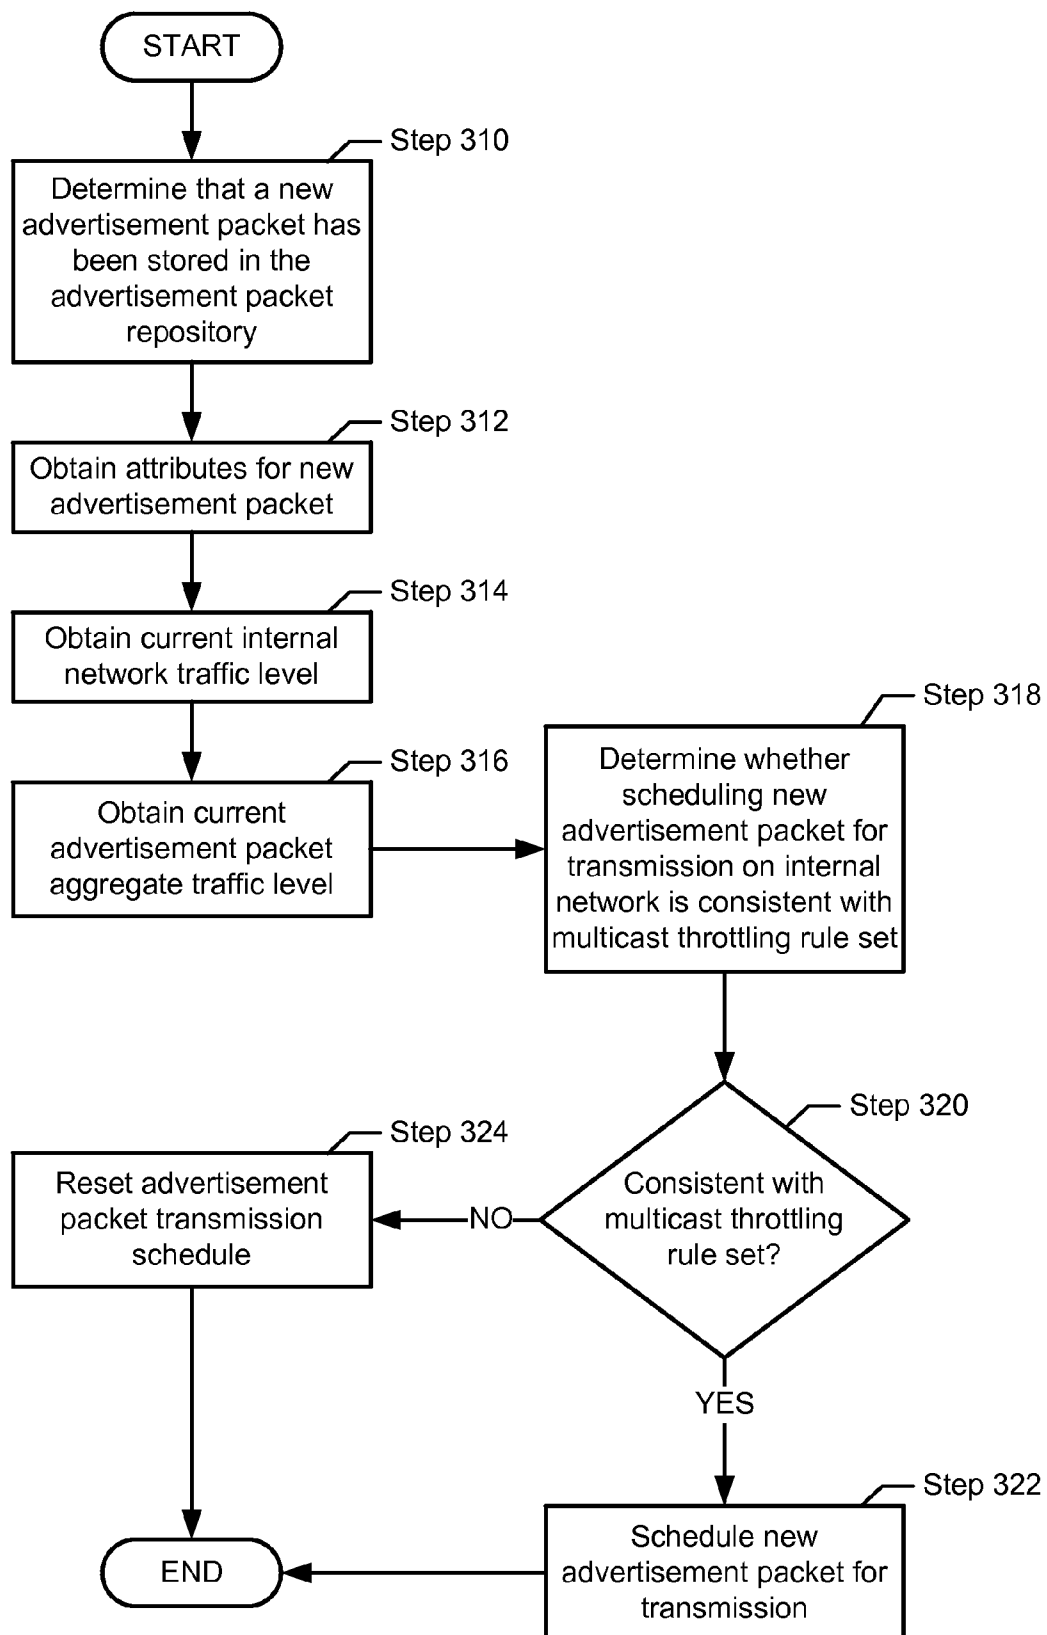 START
Step 310
Determine that a new
advertisement packet has
been stored in the
advertisement packet
repository
Step 312
Obtain attributes for new
advertisement packet
Step 314
Obtain current internal
network traffic level
Step 316
Obtain current
advertisement packet
aggregate traffic level
Step 318
Determine whether
scheduling new
advertisement packet for
transmission on internal
network is consistent with
multicast throttling rule set
Step 320
Consistent with
multicast throttling
rule set?
NO
Step 324
Reset advertisement
packet transmission
schedule
YES
Step 322
Schedule new
advertisement packet for
transmission
END